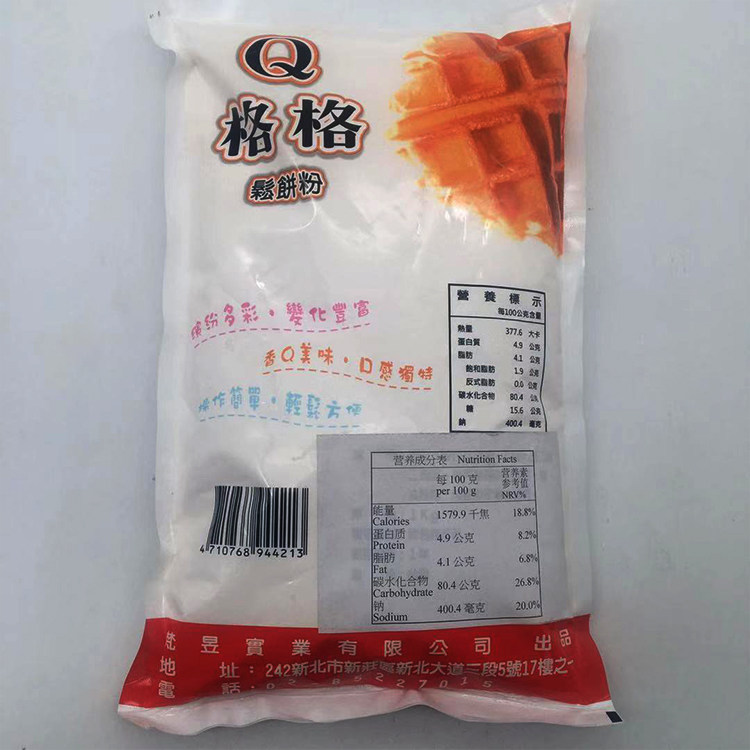 Q
格格
鬆餅粉
繽紛多彩，變化豐富
香Q美味，口感獨特
操作簡單，輕鬆方便
營養標示
每100公克含量
熱量 377.6 大卡
蛋白質 4.9 公克
脂肪 4.1 公克
飽和脂肪 1.9 公克
反式脂肪 0.0 公克
碳水化合物 80.4 公克
糖 15.6 公克
鈉 400.4 毫克
营养成分表 Nutrition Facts
每100克 per 100 g 营养素参考值 NRV%
能量 Calories 1579.9 千焦 18.8%
蛋白质 Protein 4.9 公克 8.2%
脂肪 Fat 4.1 公克 6.8%
碳水化合物 Carbohydrate 80.4 公克 26.8%
钠 Sodium 400.4 毫克 20.0%
4 710768 944213
梵昱實業有限公司 出品
地址：242新北市新莊區新北大道三段5號17樓之一
電話：02-85227015